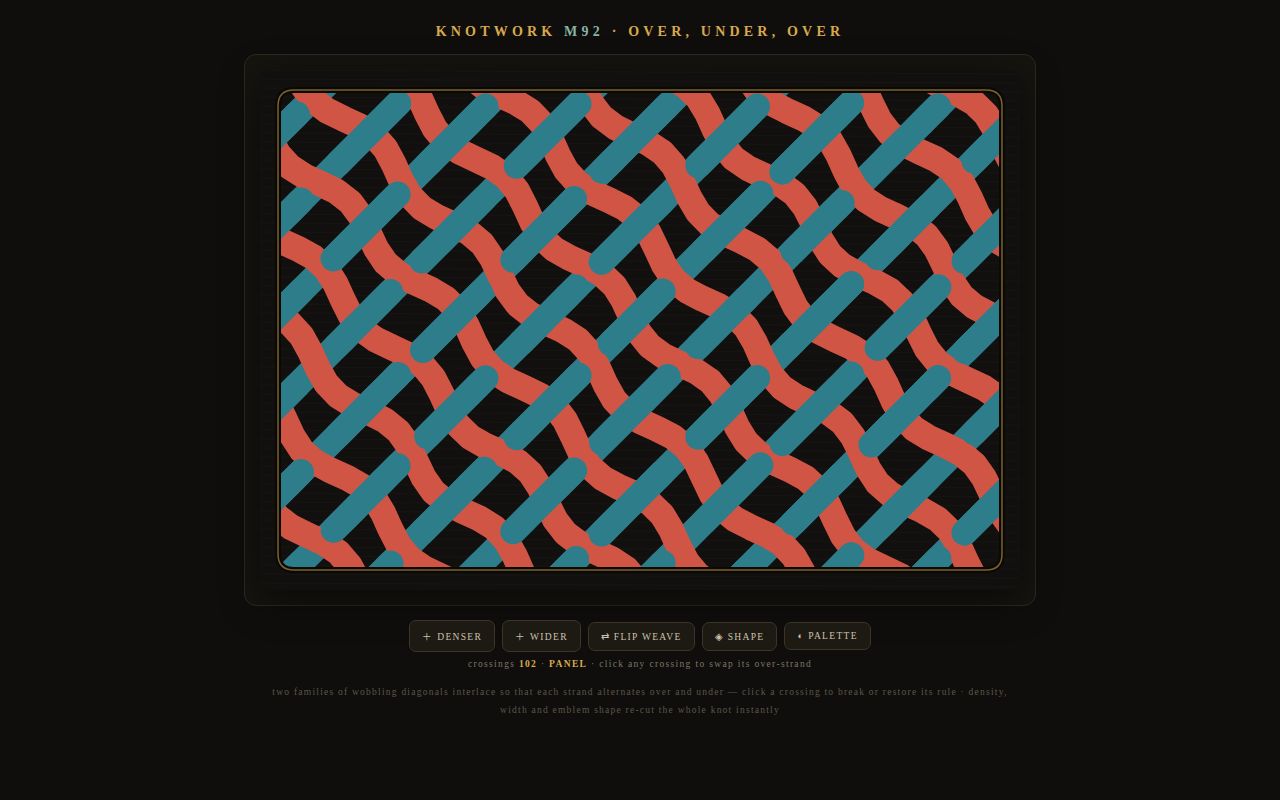 KNOTWORK M92 · OVER, UNDER, OVER
+ DENSER
+ WIDER
⇄ FLIP WEAVE
◈ SHAPE
◖ PALETTE
crossings 102 · PANEL · click any crossing to swap its over-strand
two families of wobbling diagonals interlace so that each strand alternates over and under — click a crossing to break or restore its rule · density,
width and emblem shape re-cut the whole knot instantly